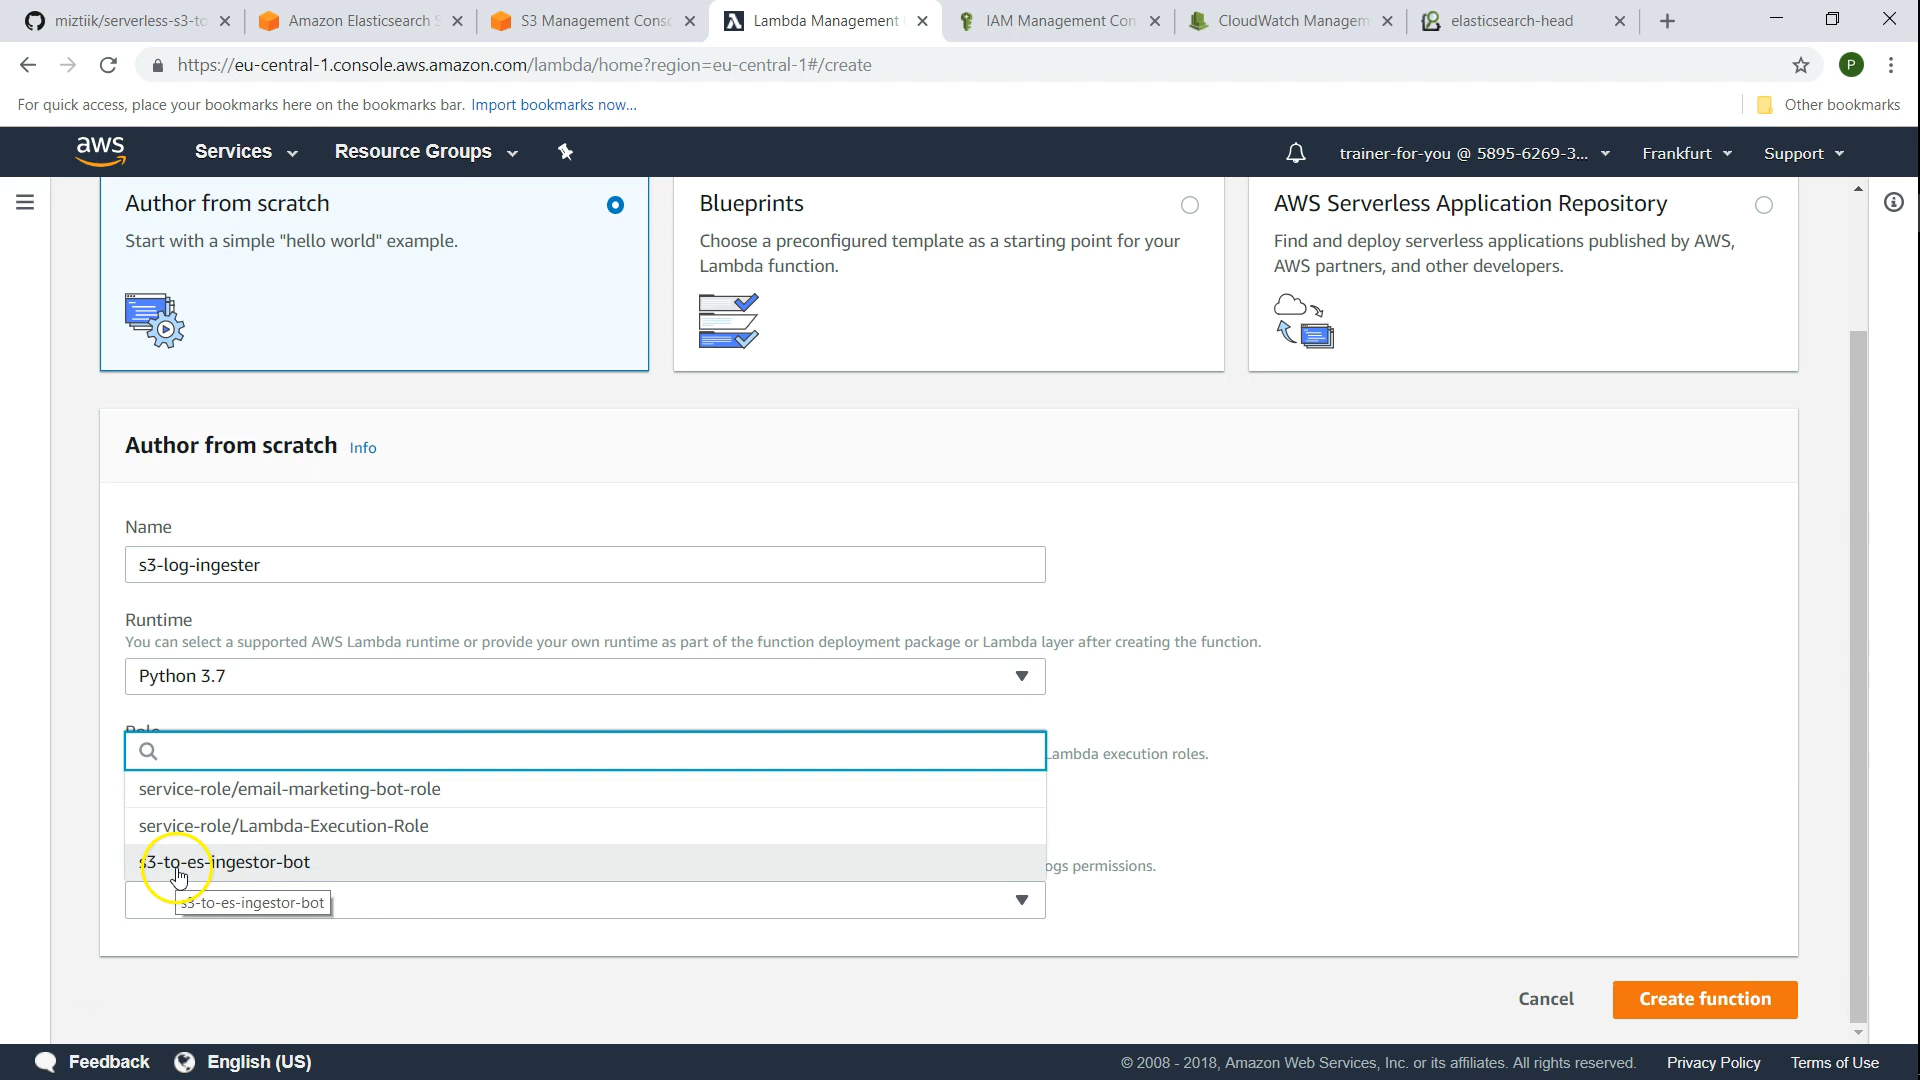 miztiik/serverless-s3-to
Amazon Elasticsearch S
S3 Management Conso
Lambda Management
IAM Management Con
CloudWatch Managem
elasticsearch-head
https://eu-central-1.console.aws.amazon.com/lambda/home?region=eu-central-1#/create
P
For quick access, place your bookmarks here on the bookmarks bar. Import bookmarks now...
Other bookmarks
aws
Services
Resource Groups
trainer-for-you @ 5895-6269-3...
Frankfurt
Support
Author from scratch
Start with a simple "hello world" example.
Blueprints
Choose a preconfigured template as a starting point for your
Lambda function.
AWS Serverless Application Repository
Find and deploy serverless applications published by AWS,
AWS partners, and other developers.
Author from scratch Info
Name
s3-log-ingester
Runtime
You can select a supported AWS Lambda runtime or provide your own runtime as part of the function deployment package or Lambda layer after creating the function.
Python 3.7
Role
Lambda execution roles.
service-role/email-marketing-bot-role
service-role/Lambda-Execution-Role
s3-to-es-ingestor-bot
ogs permissions.
s3-to-es-ingestor-bot
Cancel
Create function
Feedback
English (US)
© 2008 - 2018, Amazon Web Services, Inc. or its affiliates. All rights reserved.
Privacy Policy
Terms of Use